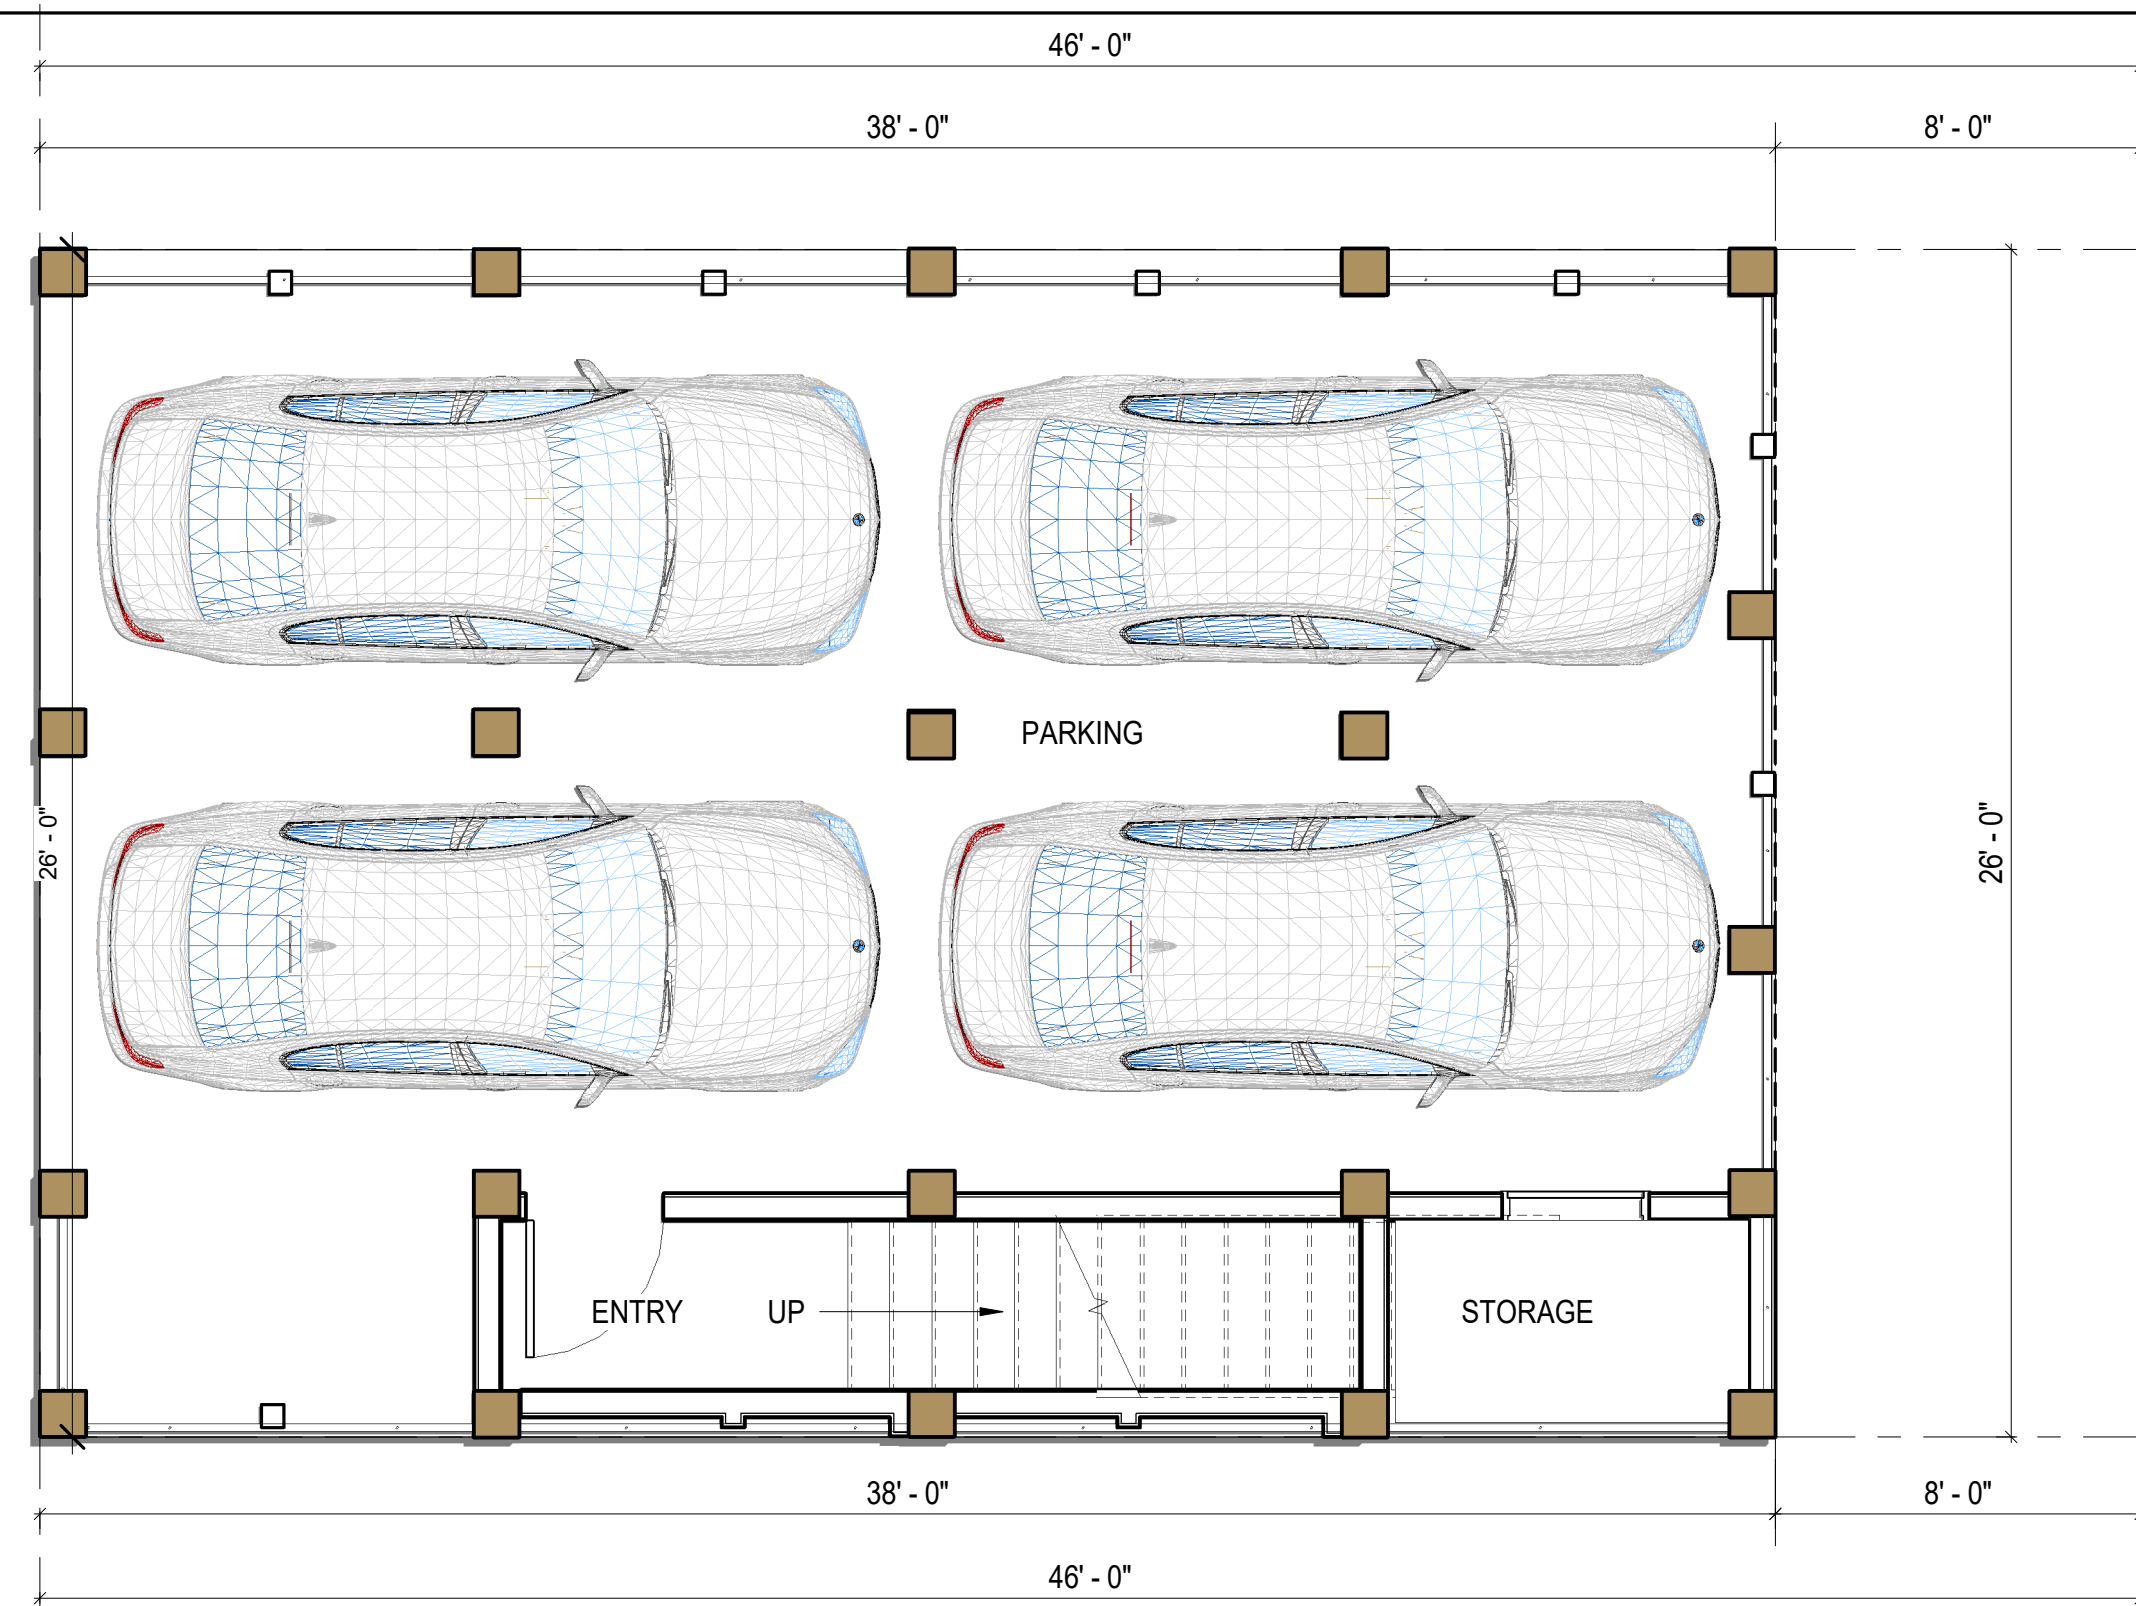 46' - 0"
38' - 0"
8' - 0"
PARKING
26' - 0"
26' - 0"
ENTRY
UP
STORAGE
38' - 0"
8' - 0"
46' - 0"